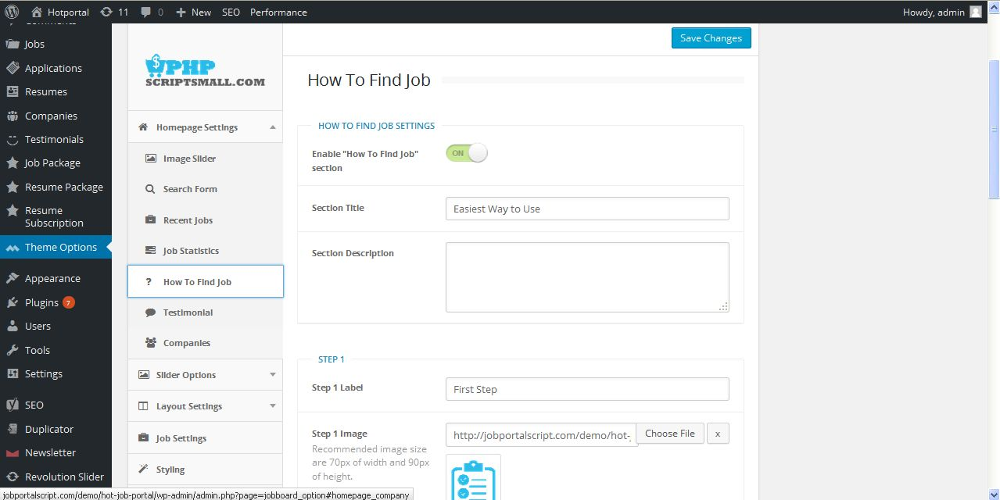 Hotportal
11
0
New
SEO
Performance
Howdy, admin
Comments
Jobs
Applications
Resumes
Companies
Testimonials
Job Package
Resume Package
Resume
Subscription
Theme Options
Appearance
Plugins 7
Users
Tools
Settings
SEO
Duplicator
Newsletter
Revolution Slider
PHP
SCRIPTSMALL.COM
Homepage Settings
Image Slider
Search Form
Recent Jobs
Job Statistics
How To Find Job
Testimonial
Companies
Slider Options
Layout Settings
Job Settings
Styling
Save Changes
How To Find Job
HOW TO FIND JOB SETTINGS
Enable "How To Find Job"
section
ON
Section Title
Easiest Way to Use
Section Description
STEP 1
Step 1 Label
First Step
Step 1 Image
Recommended image size
are 70px of width and 90px
of height.
http://jobportalscript.com/demo/hot-
Choose File
x
jobportalscript.com/demo/hot-job-portal/wp-admin/admin.php?page=jobboard_option#homepage_company